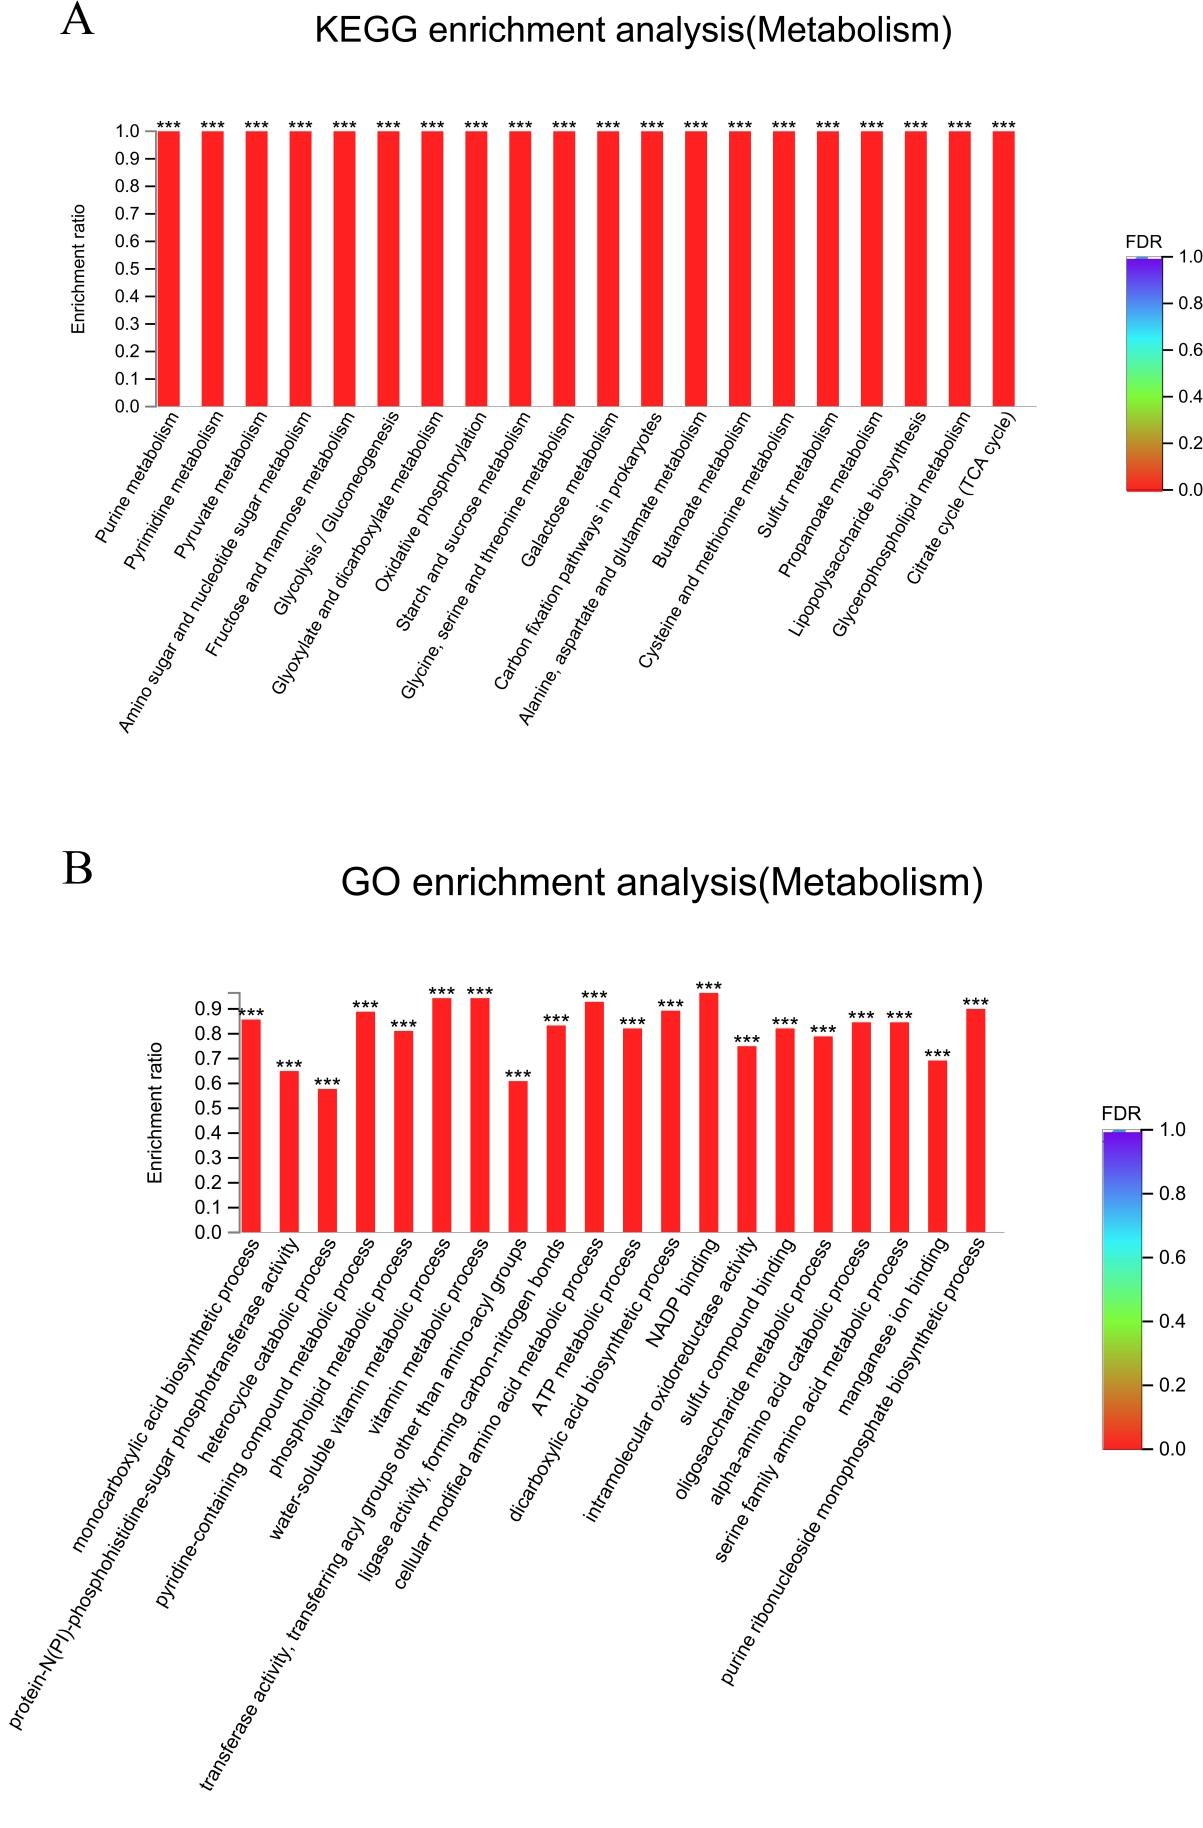 A
KEGG enrichment analysis(Metabolism)
*** *** *** *** *** *** *** *** *** *** *** *** *** *** *** *** *** *** *** ***
1.0
0.9
0.8
0.7
0.6
0.5
0.4
0.3
0.2
0.1
0.0
Enrichment ratio
Purine metabolism
Pyrimidine metabolism
Pyruvate metabolism
Amino sugar and nucleotide sugar metabolism
Fructose and mannose metabolism
Glycolysis / Gluconeogenesis
Glyoxylate and dicarboxylate metabolism
Oxidative phosphorylation
Starch and sucrose metabolism
Glycine, serine and threonine metabolism
Galactose metabolism
Carbon fixation pathways in prokaryotes
Alanine, aspartate and glutamate metabolism
Butanoate metabolism
Cysteine and methionine metabolism
Sulfur metabolism
Propanoate metabolism
Lipopolysaccharide biosynthesis
Glycerophospholipid metabolism
Citrate cycle (TCA cycle)
FDR
1.0
0.8
0.6
0.4
0.2
0.0
B
GO enrichment analysis(Metabolism)
*** *** *** *** *** *** *** *** *** *** *** *** *** *** *** *** *** *** *** ***
0.9
0.8
0.7
0.6
0.5
0.4
0.3
0.2
0.1
0.0
Enrichment ratio
monocarboxylic acid biosynthetic process
protein-N(PI)-phosphohistidine-sugar phosphotransferase activity
heterocycle catabolic process
pyridine-containing compound metabolic process
phospholipid metabolic process
water-soluble vitamin metabolic process
vitamin metabolic process
transferase activity, transferring acyl groups other than amino-acyl groups
ligase activity, forming carbon-nitrogen bonds
cellular modified amino acid metabolic process
ATP metabolic process
dicarboxylic acid biosynthetic process
NADP binding
intramolecular oxidoreductase activity
sulfur compound binding
oligosaccharide metabolic process
alpha-amino acid catabolic process
serine family amino acid metabolic process
manganese ion binding
purine ribonucleoside monophosphate biosynthetic process
FDR
1.0
0.8
0.6
0.4
0.2
0.0